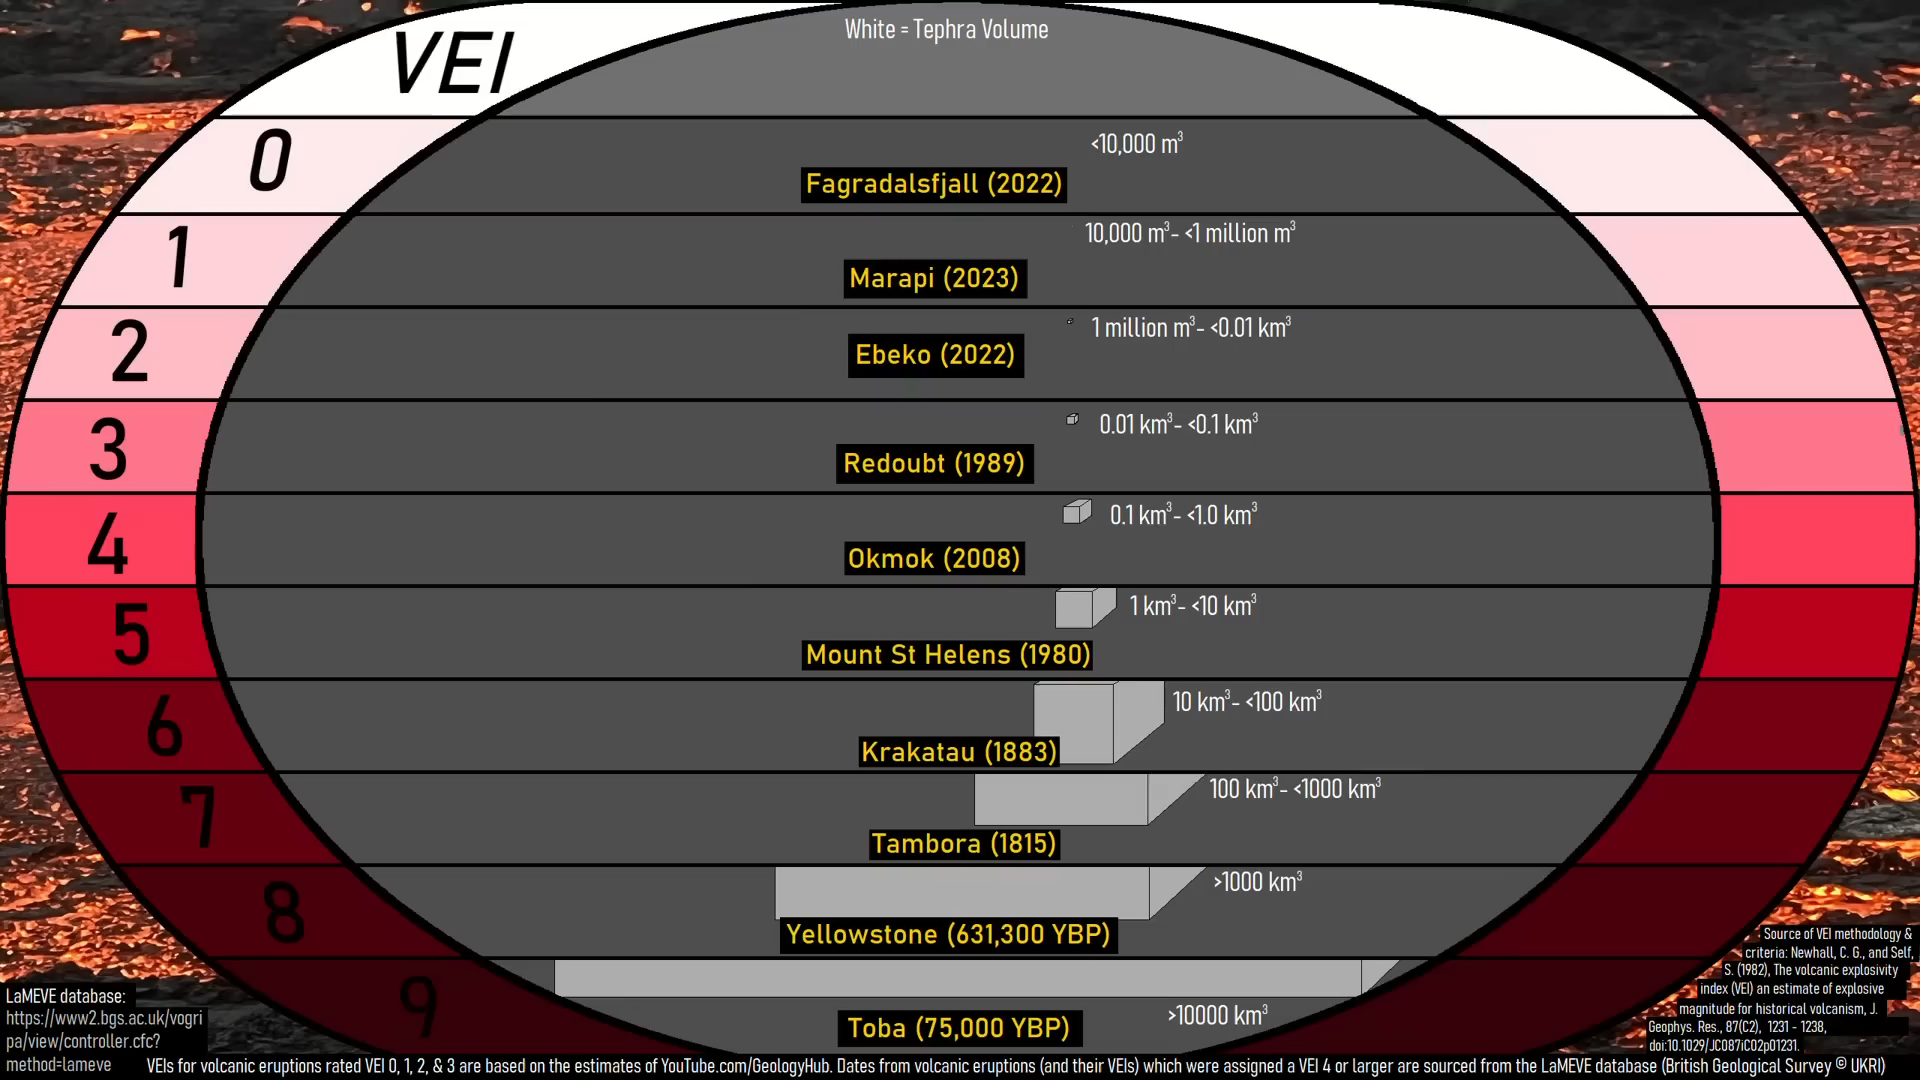 White = Tephra Volume
VEI
0
<10,000 m³
Fagradalsfjall (2022)
1
10,000 m³- <1 million m³
Marapi (2023)
2
1 million m³- <0.01 km³
Ebeko (2022)
3
0.01 km³- <0.1 km³
Redoubt (1989)
4
0.1 km³- <1.0 km³
Okmok (2008)
5
1 km³- <10 km³
Mount St Helens (1980)
6
10 km³- <100 km³
Krakatau (1883)
7
100 km³- <1000 km³
Tambora (1815)
8
>1000 km³
Yellowstone (631,300 YBP)
9
>10000 km³
Toba (75,000 YBP)
Source of VEI methodology &
criteria: Newhall, C. G., and Self,
S. (1982), The volcanic explosivity
index (VEI) an estimate of explosive
magnitude for historical volcanism, J.
Geophys. Res., 87(C2), 1231 - 1238,
doi:10.1029/JC087iC02p01231.
LaMEVE database:
https://www2.bgs.ac.uk/vogri
pa/view/controller.cfc?
method=lameve
VEIs for volcanic eruptions rated VEI 0, 1, 2, & 3 are based on the estimates of YouTube.com/GeologyHub. Dates from volcanic eruptions (and their VEIs) which were assigned a VEI 4 or larger are sourced from the LaMEVE database (British Geological Survey © UKRI)